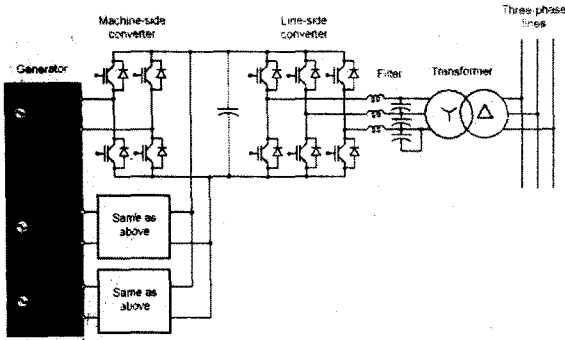 Three-phase
lines
Machine-side
converter
Line-side
converter
Generator
Filter
Transformer
Same as
above
Same as
above